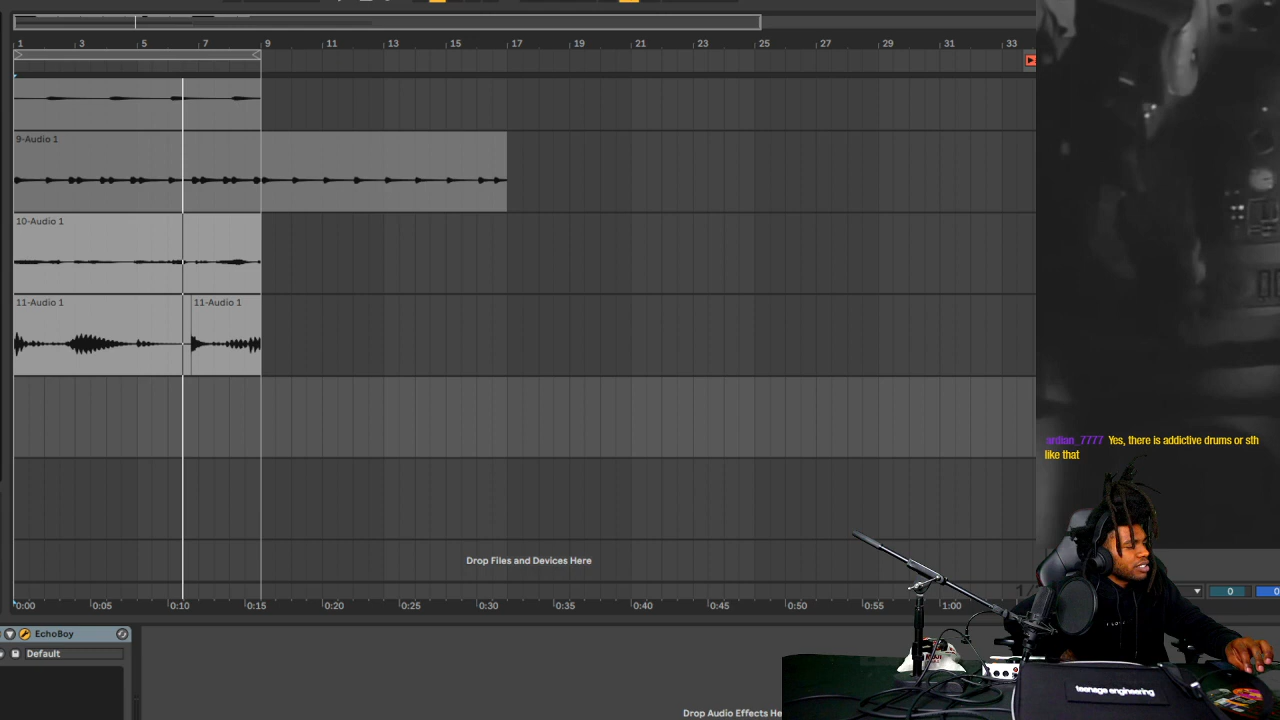 1 3 5 7 9 11 13 15 17 19 21 23 25 27 29 31 33
9-Audio 1
10-Audio 1
11-Audio 1 11-Audio 1
ardian_7777 Yes, there is addictive drums or sth
like that
Drop Files and Devices Here
0:00 0:05 0:10 0:15 0:20 0:25 0:30 0:35 0:40 0:45 0:50 0:55 1:00
0 0
EchoBoy
Default
teenage engineering
Drop Audio Effects He